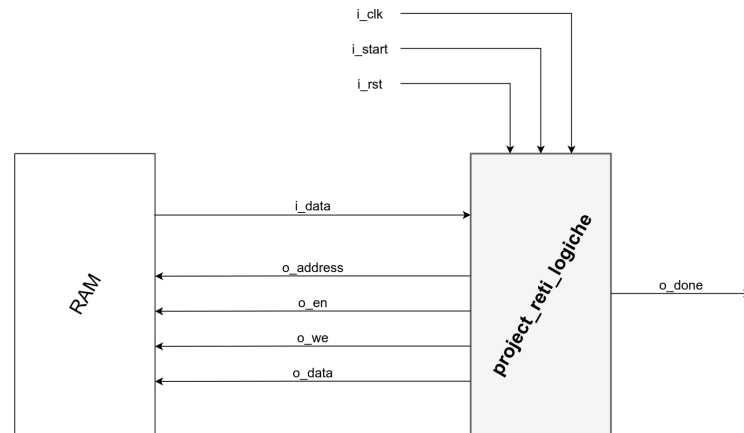 i_clk
i_start
i_rst
i_data
o_address
o_en
o_we
o_data
RAM
project_reti_logiche
o_done